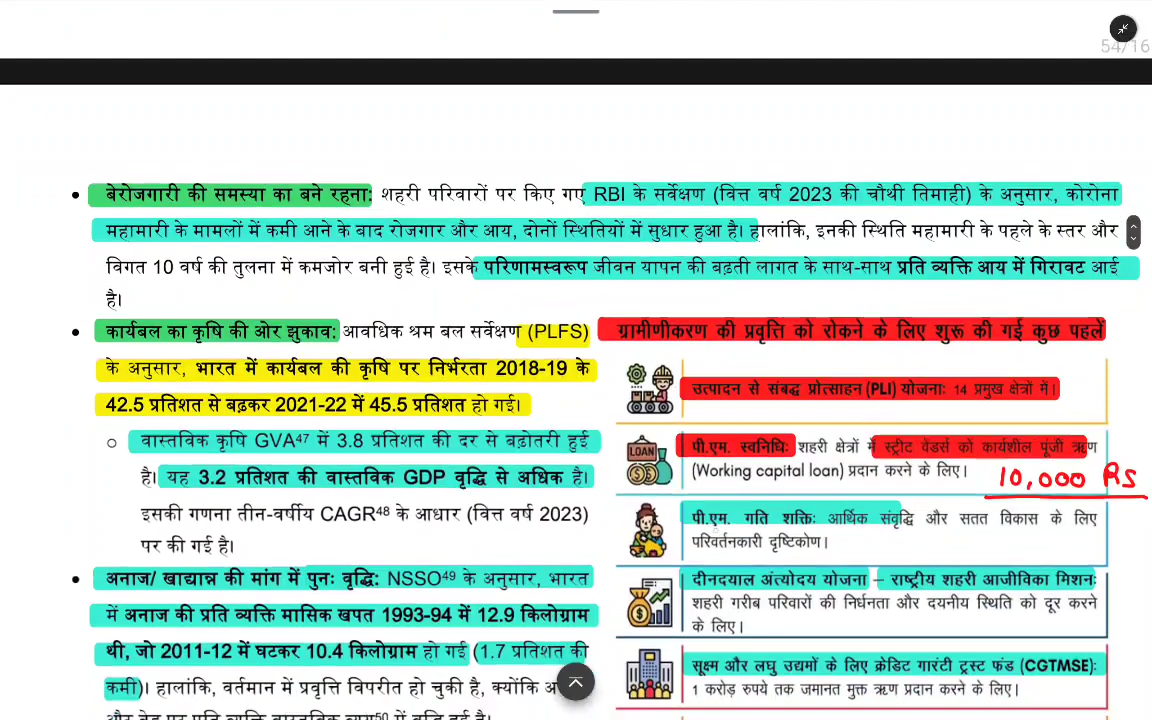 54/16
• बेरोजगारी की समस्या का बने रहना: शहरी परिवारों पर किए गए RBI के सर्वेक्षण (वित्त वर्ष 2023 की चौथी तिमाही) के अनुसार, कोरोना
महामारी के मामलों में कमी आने के बाद रोजगार और आय, दोनों स्थितियों में सुधार हुआ है। हालांकि, इनकी स्थिति महामारी के पहले के स्तर और
विगत 10 वर्ष की तुलना में कमजोर बनी हुई है। इसके परिणामस्वरूप जीवन यापन की बढ़ती लागत के साथ-साथ प्रति व्यक्ति आय में गिरावट आई
है।
• कार्यबल का कृषि की ओर झुकाव: आवधिक श्रम बल सर्वेक्षण (PLFS)
के अनुसार, भारत में कार्यबल की कृषि पर निर्भरता 2018-19 के
42.5 प्रतिशत से बढ़कर 2021-22 में 45.5 प्रतिशत हो गई।
○ वास्तविक कृषि GVA47 में 3.8 प्रतिशत की दर से बढ़ोतरी हुई
है। यह 3.2 प्रतिशत की वास्तविक GDP वृद्धि से अधिक है।
इसकी गणना तीन-वर्षीय CAGR48 के आधार (वित्त वर्ष 2023)
पर की गई है।
• अनाज/ खाद्यान्न की मांग में पुनः वृद्धि: NSSO49 के अनुसार, भारत
में अनाज की प्रति व्यक्ति मासिक खपत 1993-94 में 12.9 किलोग्राम
थी, जो 2011-12 में घटकर 10.4 किलोग्राम हो गई (1.7 प्रतिशत की
कमी)। हालांकि, वर्तमान में प्रवृत्ति विपरीत हो चुकी है, क्योंकि
ग्रामीणीकरण की प्रवृत्ति को रोकने के लिए शुरू की गई कुछ पहलें
उत्पादन से संबद्ध प्रोत्साहन (PLI) योजना: 14 प्रमुख क्षेत्रों में।
LOAN
पी.एम. स्वनिधि: शहरी क्षेत्रों में स्ट्रीट वेंडर्स को कार्यशील पूंजी ऋण
(Working capital loan) प्रदान करने के लिए।
10,000 Rs
पी.एम. गति शक्ति: आर्थिक संवृद्धि और सतत विकास के लिए
परिवर्तनकारी दृष्टिकोण।
दीनदयाल अंत्योदय योजना – राष्ट्रीय शहरी आजीविका मिशन:
शहरी गरीब परिवारों की निर्धनता और दयनीय स्थिति को दूर करने
के लिए।
सूक्ष्म और लघु उद्यमों के लिए क्रेडिट गारंटी ट्रस्ट फंड (CGTMSE):
1 करोड़ रुपये तक जमानत मुक्त ऋण प्रदान करने के लिए।